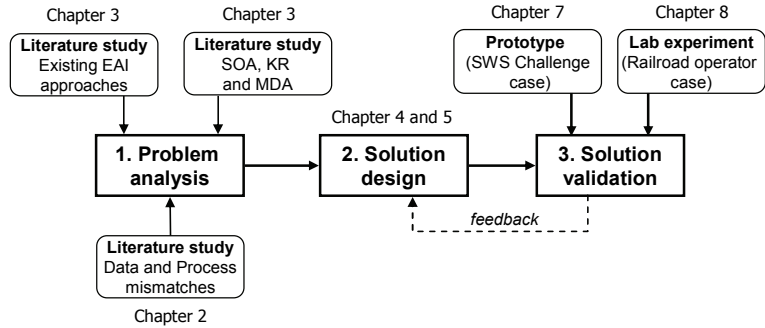 Chapter 3
Literature study
Existing EAI
approaches
Chapter 3
Literature study
SOA, KR
and MDA
Chapter 7
Prototype
(SWS Challenge
case)
Chapter 8
Lab experiment
(Railroad operator
case)
Chapter 4 and 5
1. Problem
analysis
2. Solution
design
3. Solution
validation
feedback
Literature study
Data and Process
mismatches
Chapter 2